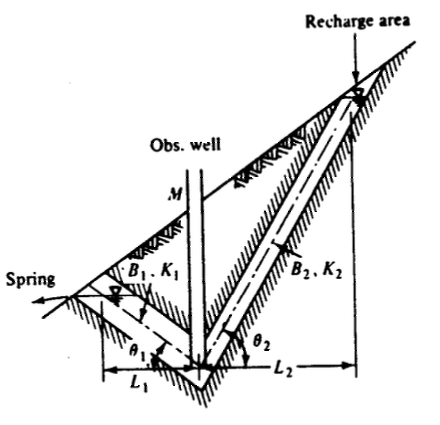 Recharge area
Obs. well
M
B₁, K₁
Spring
B₂, K₂
θ₁
θ₂
L₁
L₂